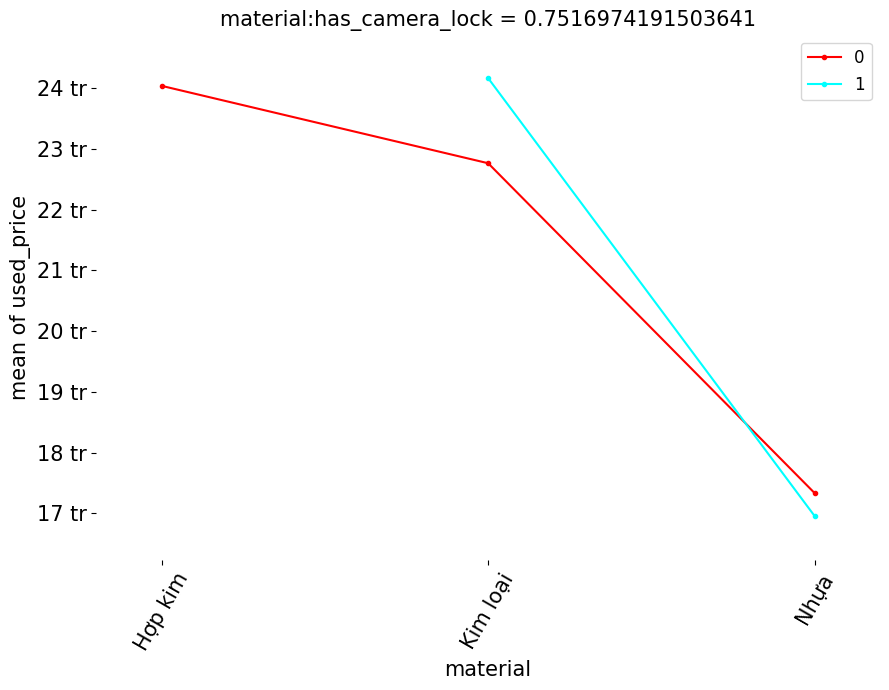 material:has_camera_lock = 0.7516974191503641
0
1
24 tr
23 tr
22 tr
21 tr
20 tr
19 tr
18 tr
17 tr
mean of used_price
Hợp kim
Kim loại
Nhựa
material